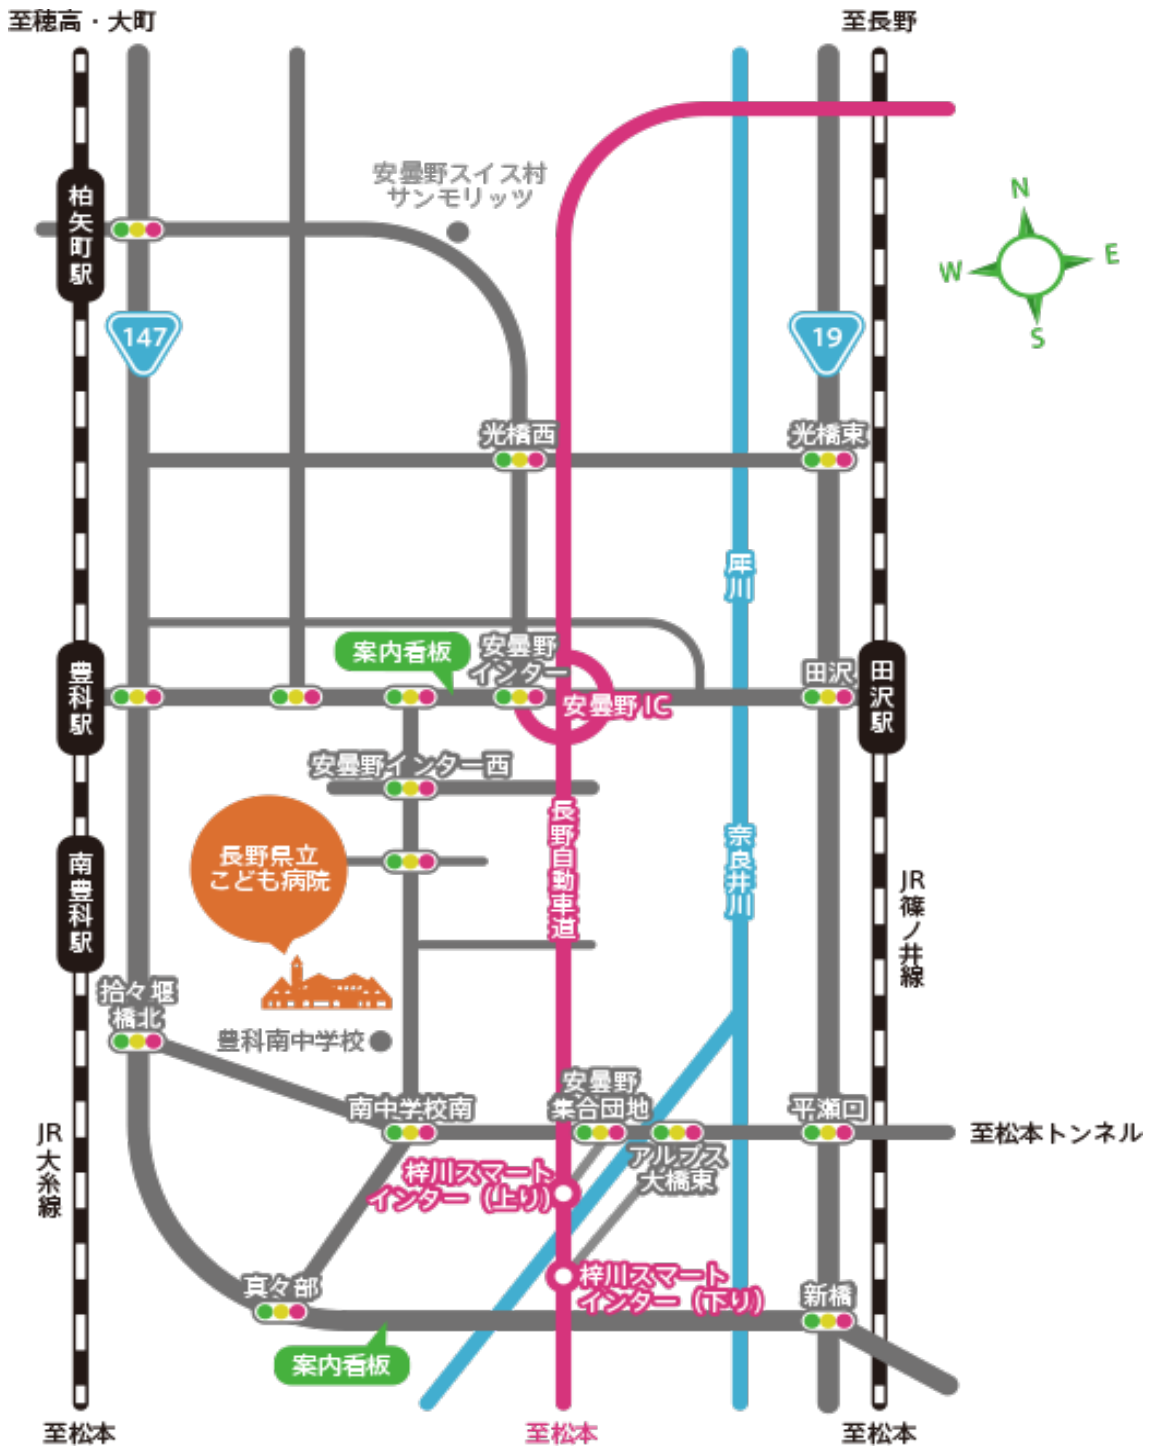 至穂高・大町
至長野
安曇野スイス村
サンモリッツ
柏矢町駅
N
W
E
S
147
19
光橋西
光橋東
犀川
案内看板
安曇野
インター
田沢
豊科駅
田沢駅
安曇野IC
安曇野インター西
長野自動車道
奈良井川
長野県立
こども病院
南豊科駅
JR篠ノ井線
拾々堰
橋北
豊科南中学校
南中学校南
安曇野
集合団地
平瀬口
至松本トンネル
JR大糸線
アルプス
大橋東
梓川スマート
インター（上り）
梓川スマート
インター（下り）
真々部
新橋
案内看板
至松本
至松本
至松本